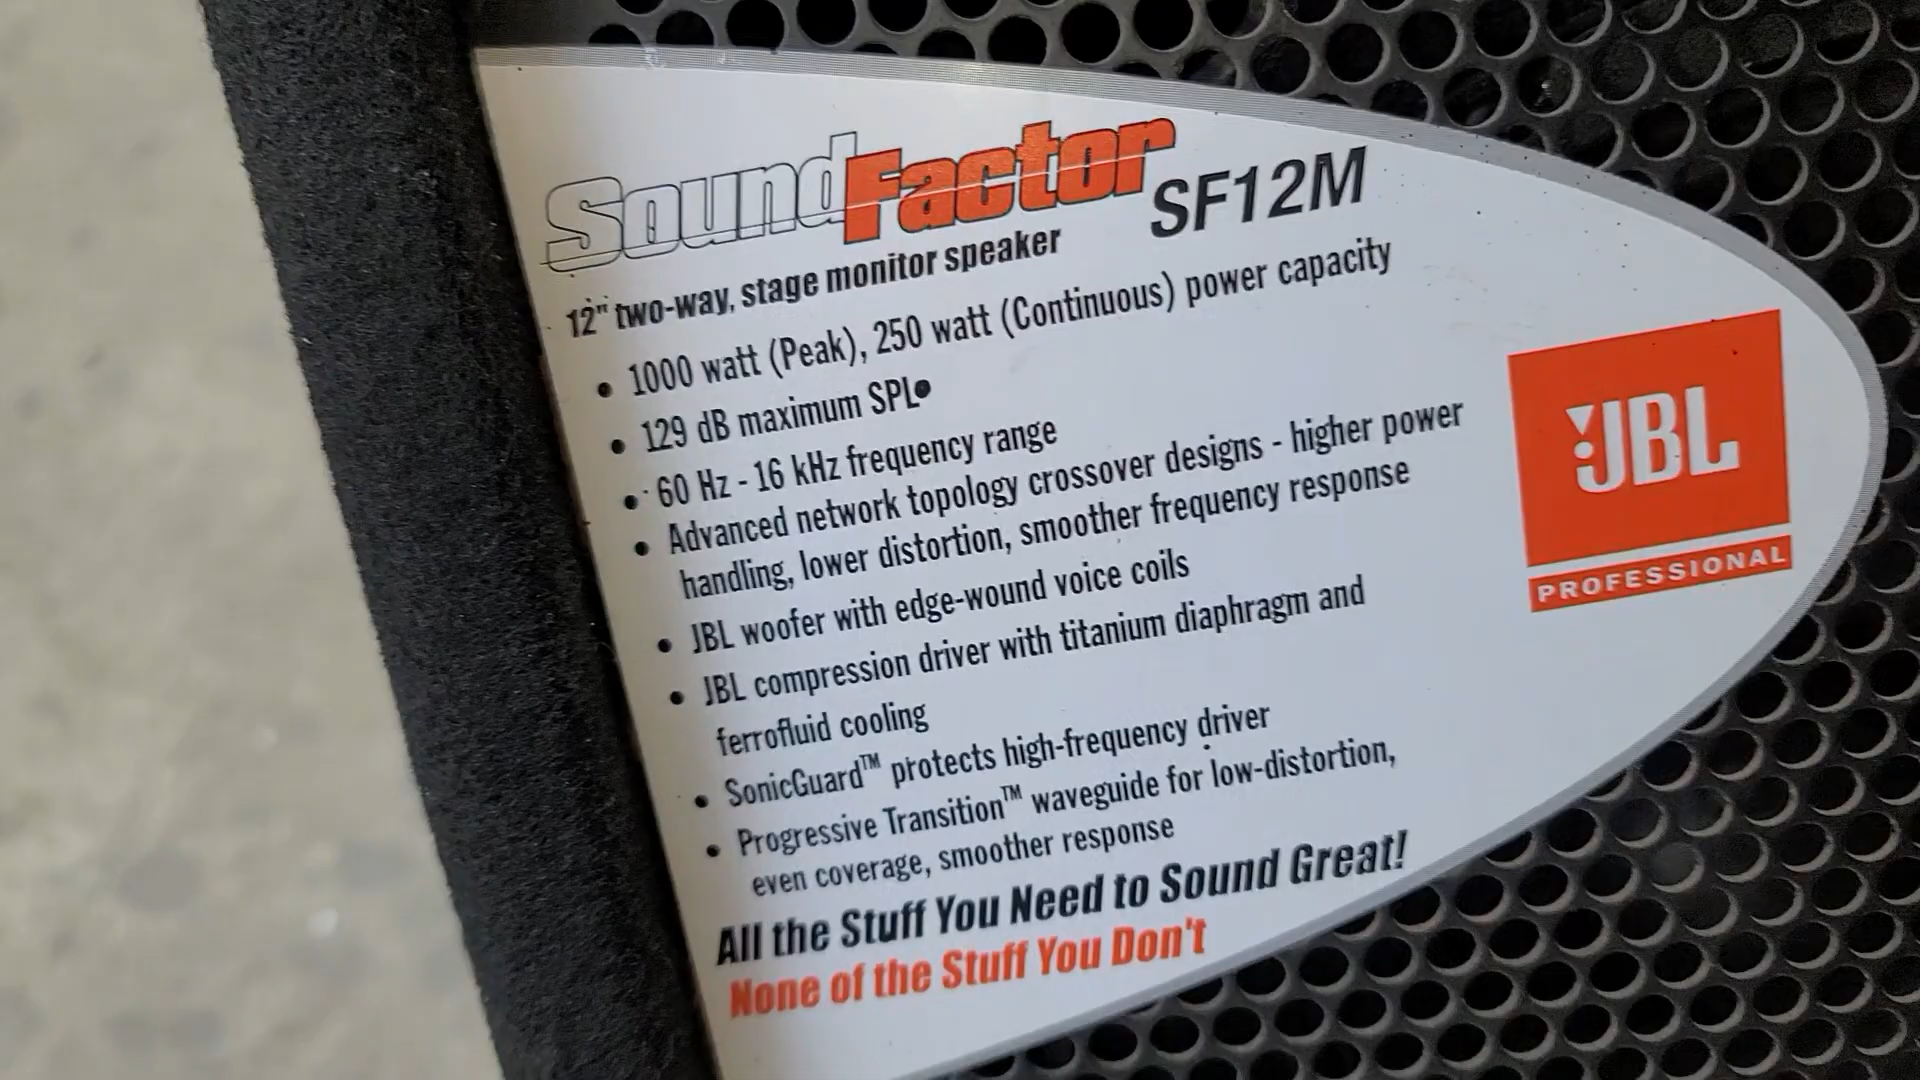 SoundFactor SF12M
12" two-way, stage monitor speaker
• 1000 watt (Peak), 250 watt (Continuous) power capacity
• 129 dB maximum SPL•
• 60 Hz - 16 kHz frequency range
• Advanced network topology crossover designs - higher power
handling, lower distortion, smoother frequency response
• JBL woofer with edge-wound voice coils
• JBL compression driver with titanium diaphragm and
ferrofluid cooling
• SonicGuard™ protects high-frequency driver
• Progressive Transition™ waveguide for low-distortion,
even coverage, smoother response
All the Stuff You Need to Sound Great!
None of the Stuff You Don't
JBL
PROFESSIONAL